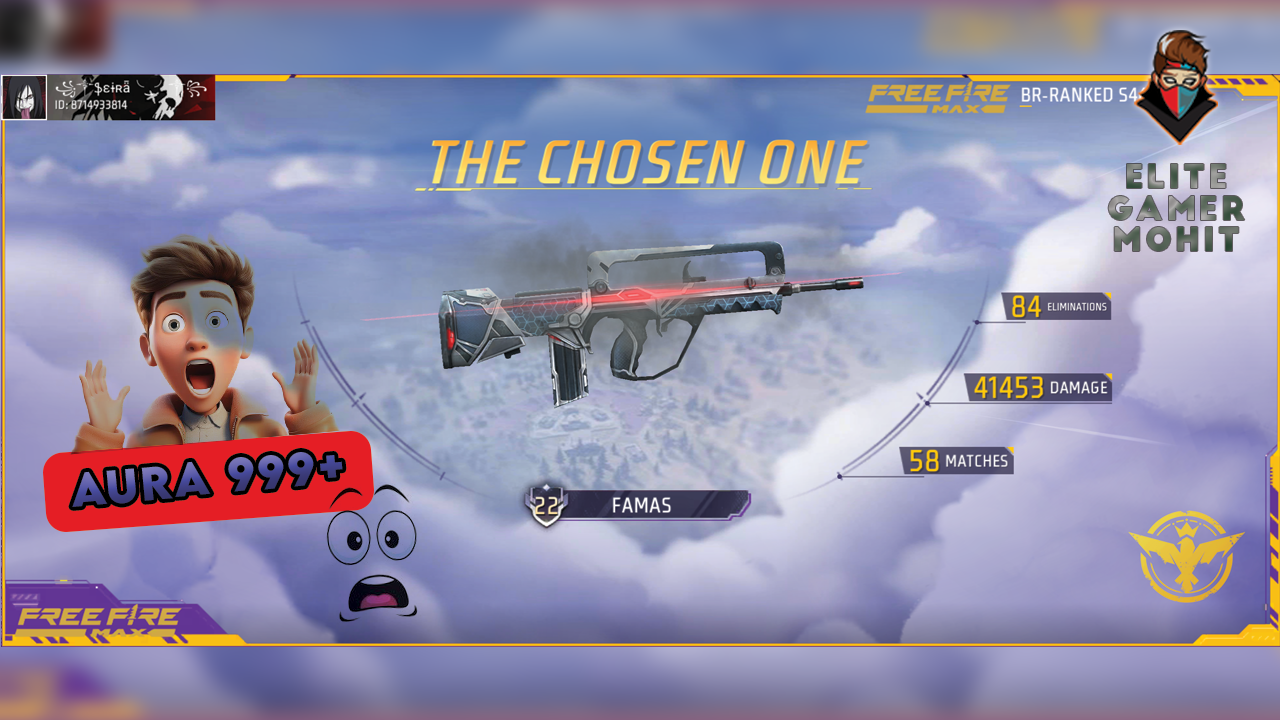 ꧁ $ɛɨʀã ꧂
ID: 8714933814
FREE FIRE
MAX
BR-RANKED S4
THE CHOSEN ONE
ELITE
GAMER
MOHIT
84 ELIMINATIONS
41453 DAMAGE
58 MATCHES
AURA 999+
22 FAMAS
FREE FIRE
MAX